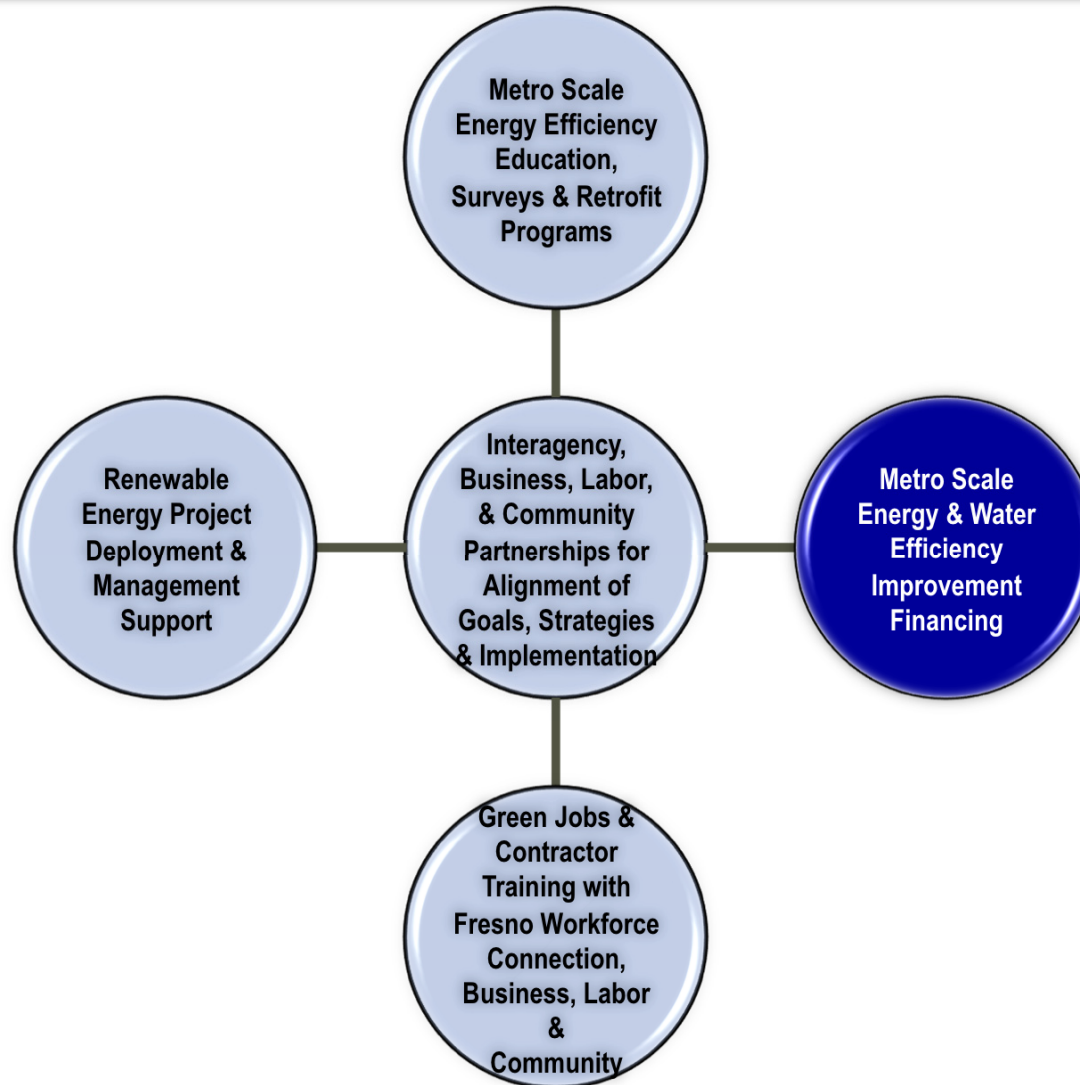 Metro Scale
Energy Efficiency
Education,
Surveys & Retrofit
Programs
Renewable
Energy Project
Deployment &
Management
Support
Interagency,
Business, Labor,
& Community
Partnerships for
Alignment of
Goals, Strategies
& Implementation
Metro Scale
Energy & Water
Efficiency
Improvement
Financing
Green Jobs &
Contractor
Training with
Fresno Workforce
Connection,
Business, Labor
&
Community